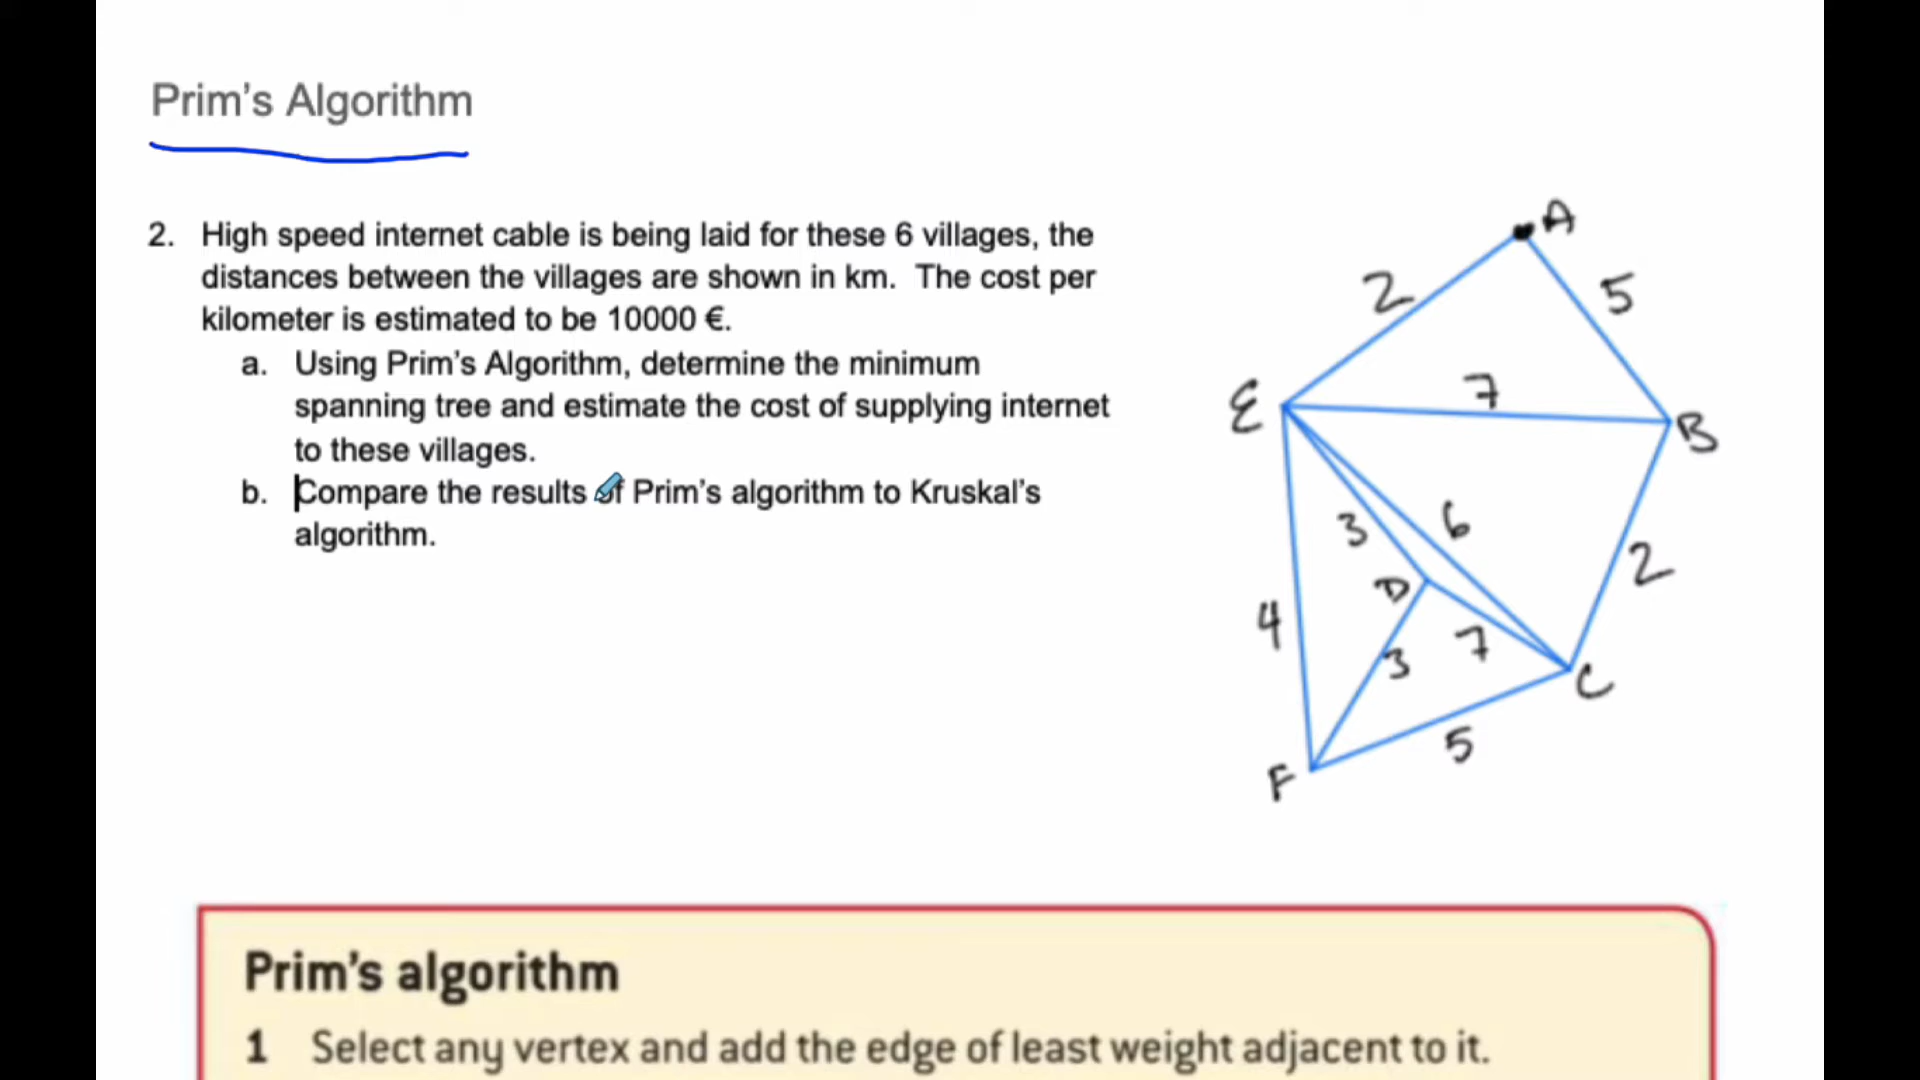 Prim's Algorithm
2. High speed internet cable is being laid for these 6 villages, the
distances between the villages are shown in km. The cost per
kilometer is estimated to be 10000 €.
a. Using Prim's Algorithm, determine the minimum
spanning tree and estimate the cost of supplying internet
to these villages.
b. Compare the results of Prim's algorithm to Kruskal's
algorithm.
A
2
5
E
7
B
3
6
D
2
4
3
7
C
5
F
Prim's algorithm
1 Select any vertex and add the edge of least weight adjacent to it.